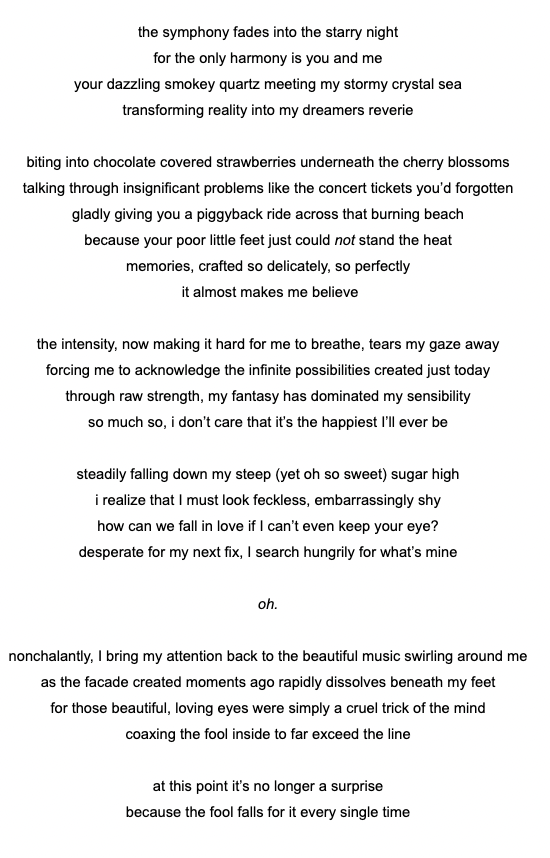 the symphony fades into the starry night
for the only harmony is you and me
your dazzling smokey quartz meeting my stormy crystal sea
transforming reality into my dreamers reverie

biting into chocolate covered strawberries underneath the cherry blossoms
talking through insignificant problems like the concert tickets you’d forgotten
gladly giving you a piggyback ride across that burning beach
because your poor little feet just could not stand the heat
memories, crafted so delicately, so perfectly
it almost makes me believe

the intensity, now making it hard for me to breathe, tears my gaze away
forcing me to acknowledge the infinite possibilities created just today
through raw strength, my fantasy has dominated my sensibility
so much so, i don’t care that it’s the happiest I’ll ever be

steadily falling down my steep (yet oh so sweet) sugar high
i realize that I must look feckless, embarrassingly shy
how can we fall in love if I can’t even keep your eye?
desperate for my next fix, I search hungrily for what’s mine

oh.

nonchalantly, I bring my attention back to the beautiful music swirling around me
as the facade created moments ago rapidly dissolves beneath my feet
for those beautiful, loving eyes were simply a cruel trick of the mind
coaxing the fool inside to far exceed the line

at this point it’s no longer a surprise
because the fool falls for it every single time